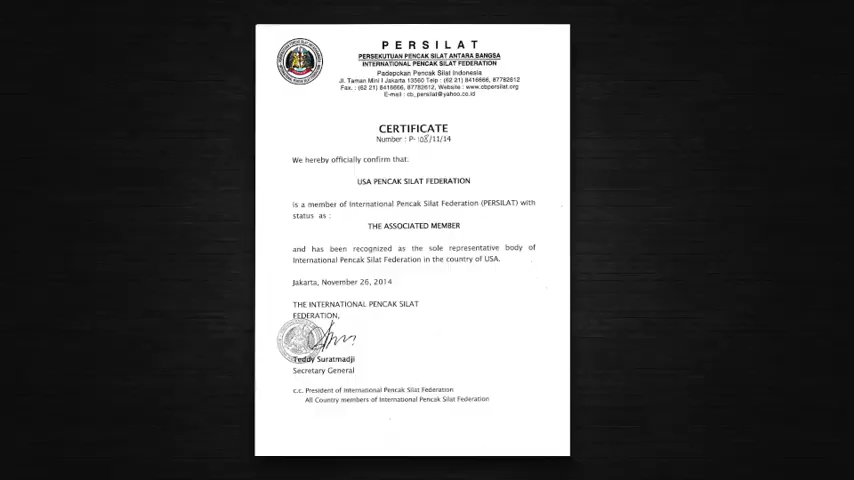 PERSILAT
PERSEKUTUAN PENCAK SILAT ANTARA BANGSA
INTERNATIONAL PENCAK SILAT FEDERATION
Padepokan Pencak Silat Indonesia
Jl. Taman Mini I Jakarta 13560 Telp : (62 21) 8416666, 87782612
Fax. : (62 21) 8416666, 87782612, Website : www.cbpersilat.org
E-mail : cb_persilat@yahoo.co.id
CERTIFICATE
Number : P- 08/11/14
We hereby officially confirm that:
USA PENCAK SILAT FEDERATION
is a member of International Pencak Silat Federation (PERSILAT) with
status as :
THE ASSOCIATED MEMBER
and has been recognized as the sole representative body of
International Pencak Silat Federation in the country of USA.
Jakarta, November 26, 2014
THE INTERNATIONAL PENCAK SILAT
FEDERATION,
Teddy Suratmadji
Secretary General
c.c. President of International Pencak Silat Federation
All Country members of International Pencak Silat Federation